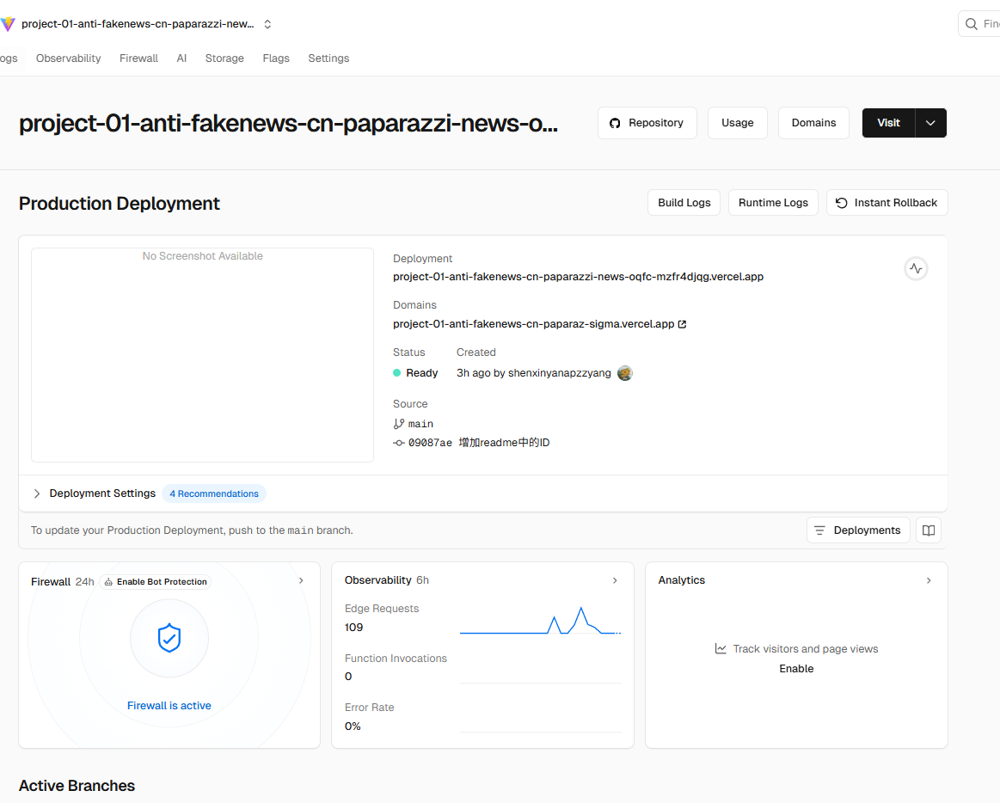 project-01-anti-fakenews-cn-paparazzi-new...
Fin
ogs Observability Firewall AI Storage Flags Settings
project-01-anti-fakenews-cn-paparazzi-news-o...
Repository Usage Domains Visit
Production Deployment
Build Logs Runtime Logs Instant Rollback
No Screenshot Available
Deployment
project-01-anti-fakenews-cn-paparazzi-news-oqfc-mzfr4djqg.vercel.app
Domains
project-01-anti-fakenews-cn-paparaz-sigma.vercel.app
Status Created
Ready 3h ago by shenxinyanapzzyang
Source
main
09087ae 增加readme中的ID
Deployment Settings 4 Recommendations
To update your Production Deployment, push to the main branch.
Deployments
Firewall 24h Enable Bot Protection
Firewall is active
Observability 6h
Edge Requests
109
Function Invocations
0
Error Rate
0%
Analytics
Track visitors and page views
Enable
Active Branches